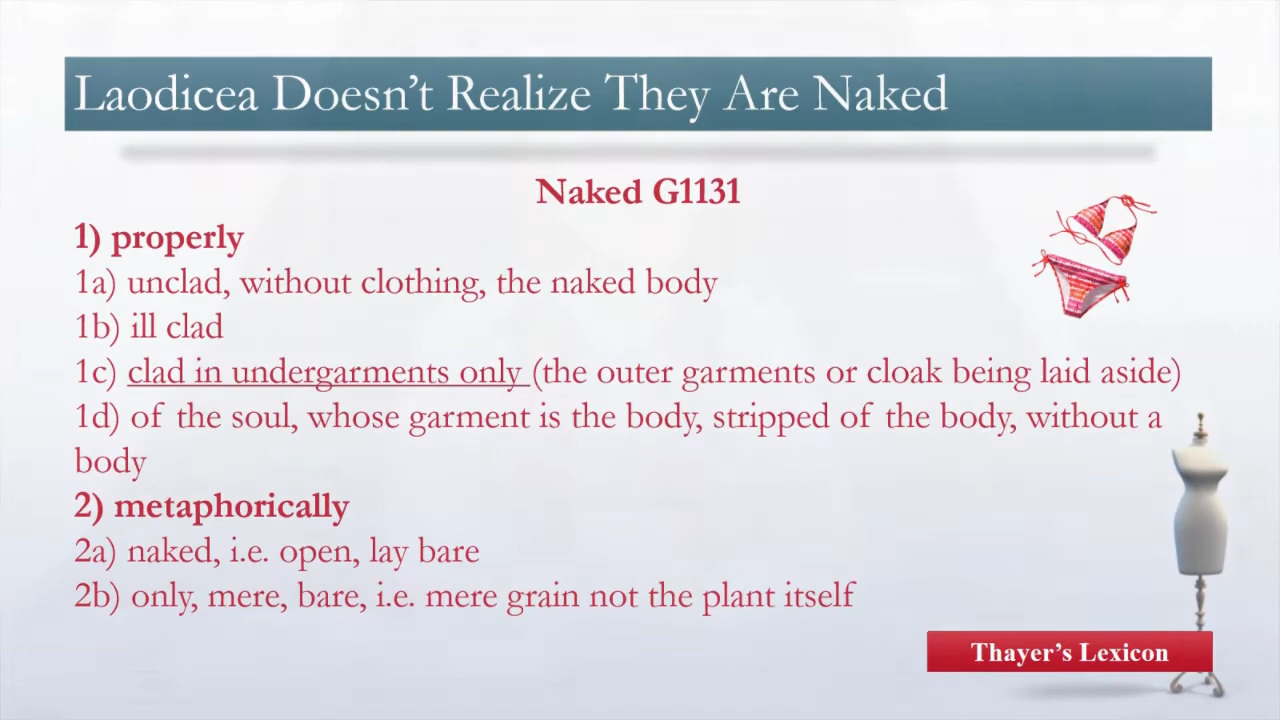 Laodicea Doesn’t Realize They Are Naked
Naked G1131
1) properly
1a) unclad, without clothing, the naked body
1b) ill clad
1c) clad in undergarments only (the outer garments or cloak being laid aside)
1d) of the soul, whose garment is the body, stripped of the body, without a
body
2) metaphorically
2a) naked, i.e. open, lay bare
2b) only, mere, bare, i.e. mere grain not the plant itself
Thayer’s Lexicon